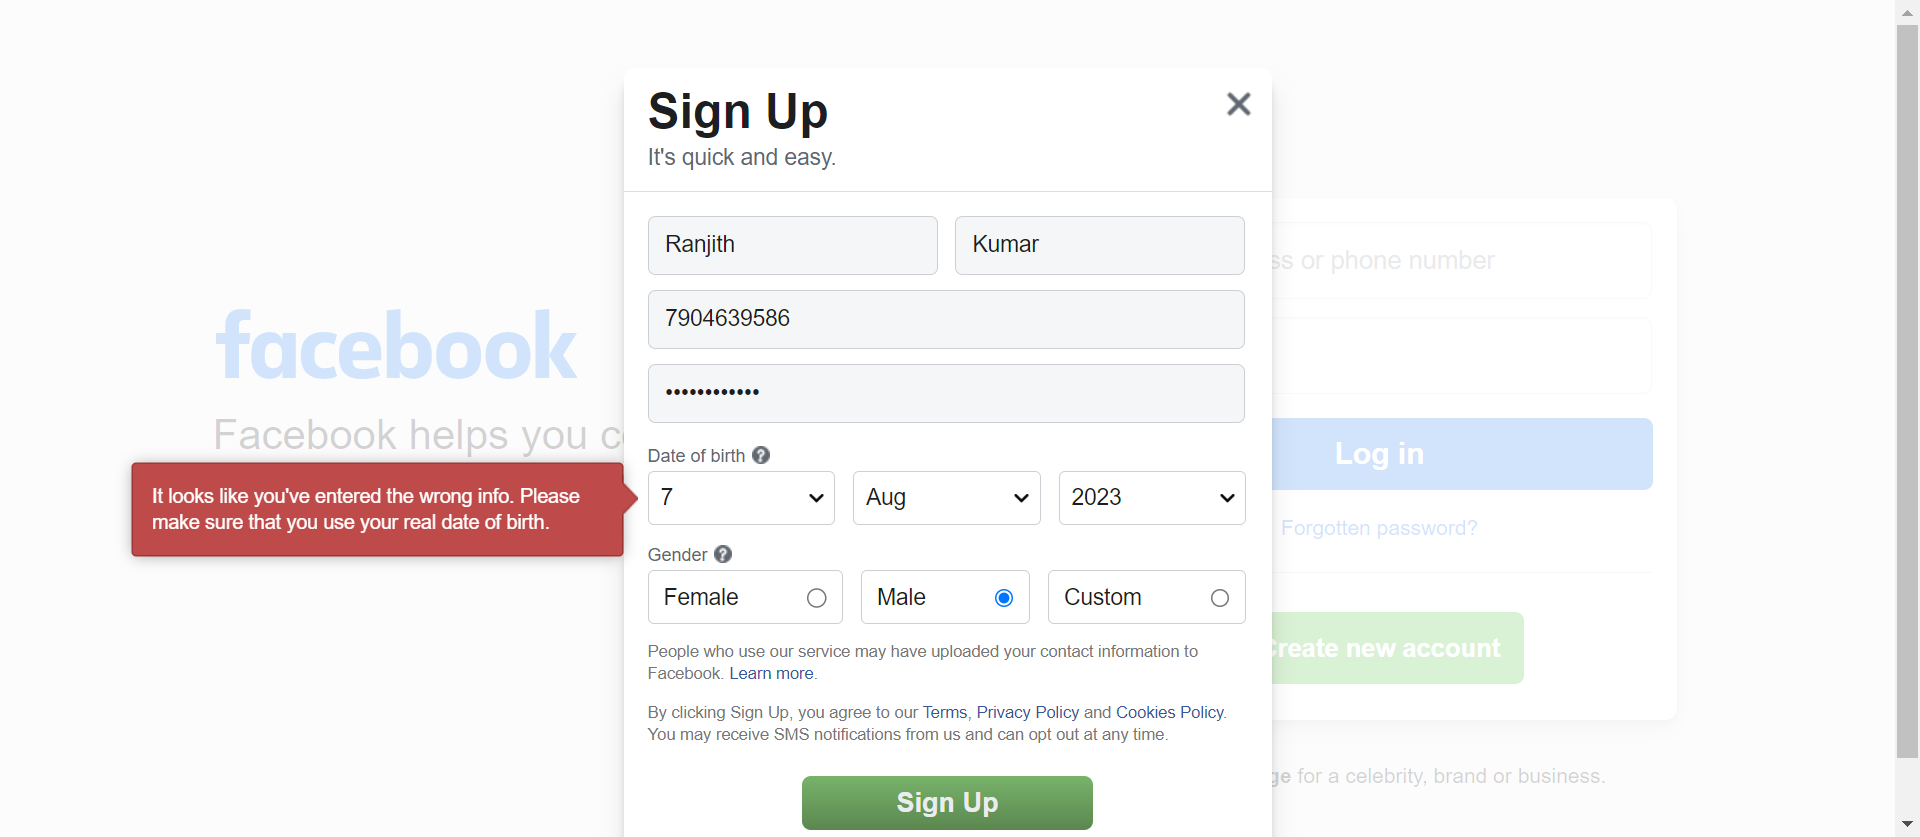 Sign Up
It's quick and easy.
Ranjith
Kumar
7904639586
••••••••••••
Date of birth
7
Aug
2023
It looks like you've entered the wrong info. Please
make sure that you use your real date of birth.
Gender
Female
Male
Custom
People who use our service may have uploaded your contact information to
Facebook. Learn more.
By clicking Sign Up, you agree to our Terms, Privacy Policy and Cookies Policy.
You may receive SMS notifications from us and can opt out at any time.
Sign Up
facebook
Facebook helps you
or phone number
Log in
Forgotten password?
Create new account
for a celebrity, brand or business.